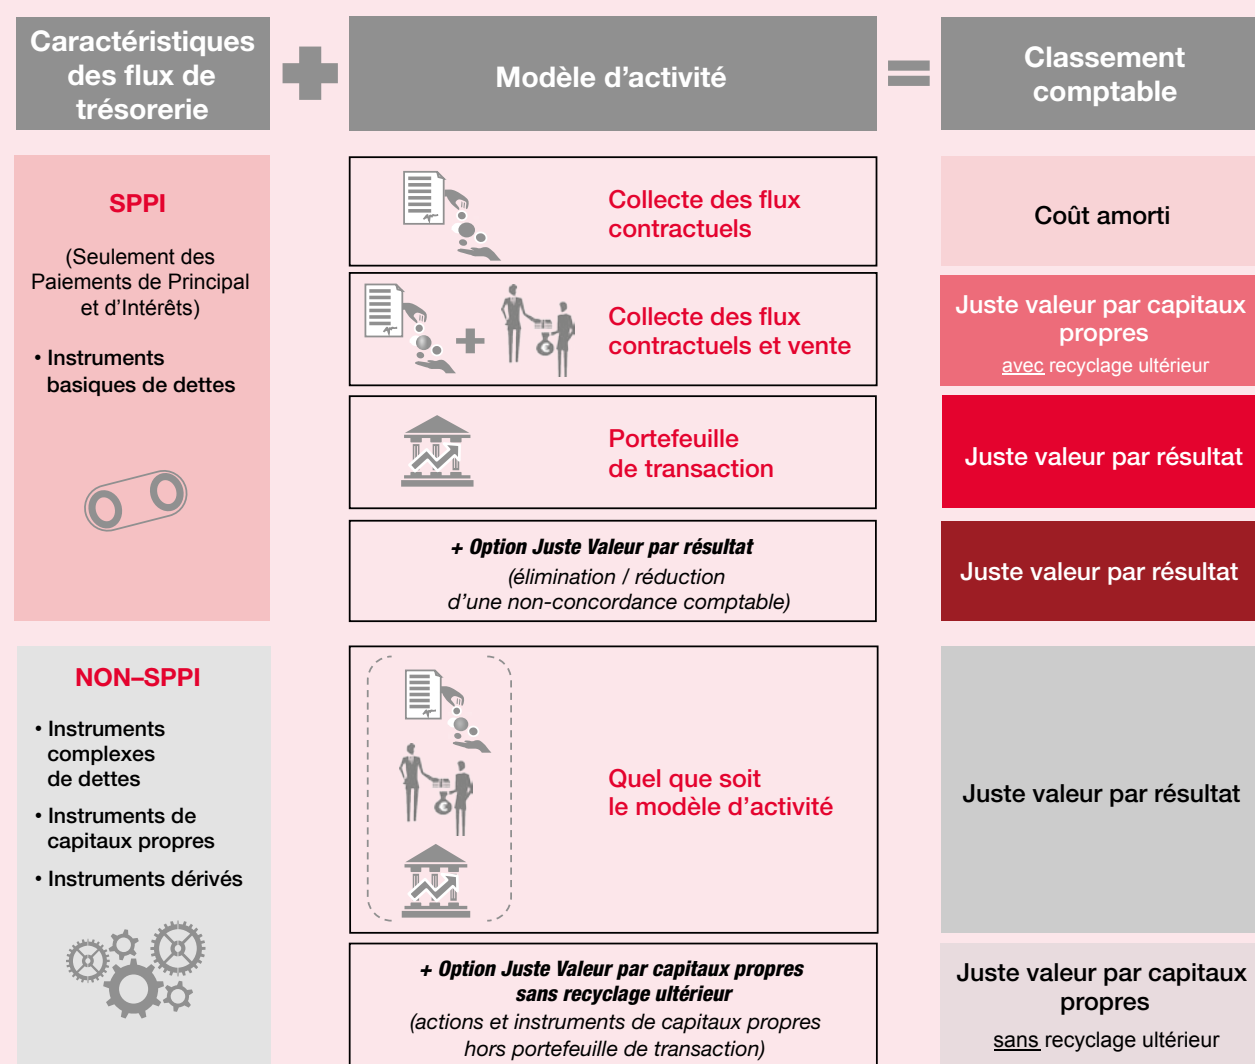 Caractéristiques
des flux de
trésorerie
Modèle d'activité
Classement
comptable
SPPI
(Seulement des
Paiements de Principal
et d'Intérêts)
• Instruments
basiques de dettes
Collecte des flux
contractuels
Coût amorti
Collecte des flux
contractuels et vente
Juste valeur par capitaux
propres
avec recyclage ultérieur
Portefeuille
de transaction
Juste valeur par résultat
+ Option Juste Valeur par résultat
(élimination / réduction
d'une non-concordance comptable)
Juste valeur par résultat
NON–SPPI
• Instruments
complexes
de dettes
• Instruments de
capitaux propres
• Instruments dérivés
Quel que soit
le modèle d'activité
Juste valeur par résultat
+ Option Juste Valeur par capitaux propres
sans recyclage ultérieur
(actions et instruments de capitaux propres
hors portefeuille de transaction)
Juste valeur par capitaux
propres
sans recyclage ultérieur